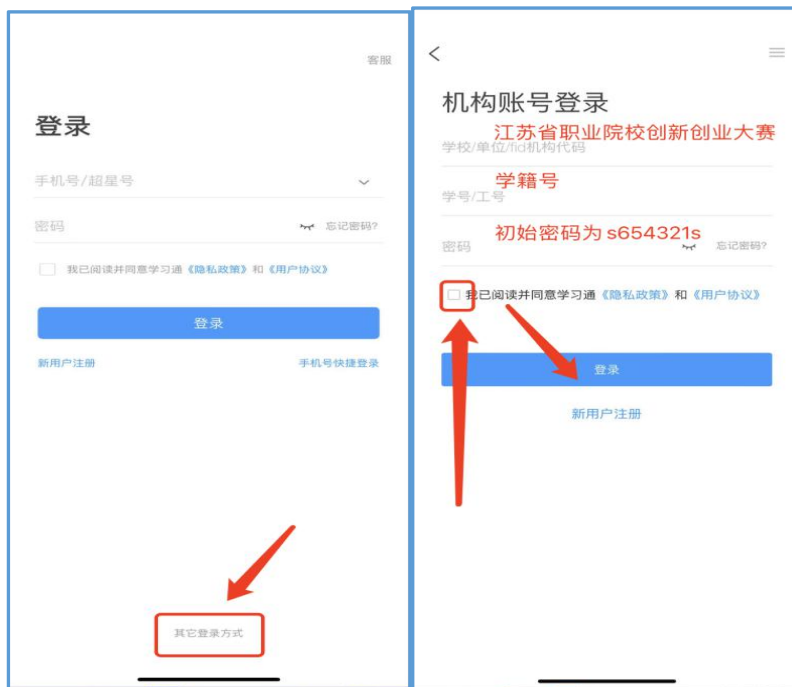 客服
登录
手机号/超星号
密码
忘记密码?
我已阅读并同意学习通《隐私政策》和《用户协议》
登录
新用户注册
手机号快捷登录
其它登录方式
机构账号登录
江苏省职业院校创新创业大赛
学校/单位/fid机构代码
学籍号
学号/工号
初始密码为 s654321s
密码
忘记密码?
我已阅读并同意学习通《隐私政策》和《用户协议》
登录
新用户注册